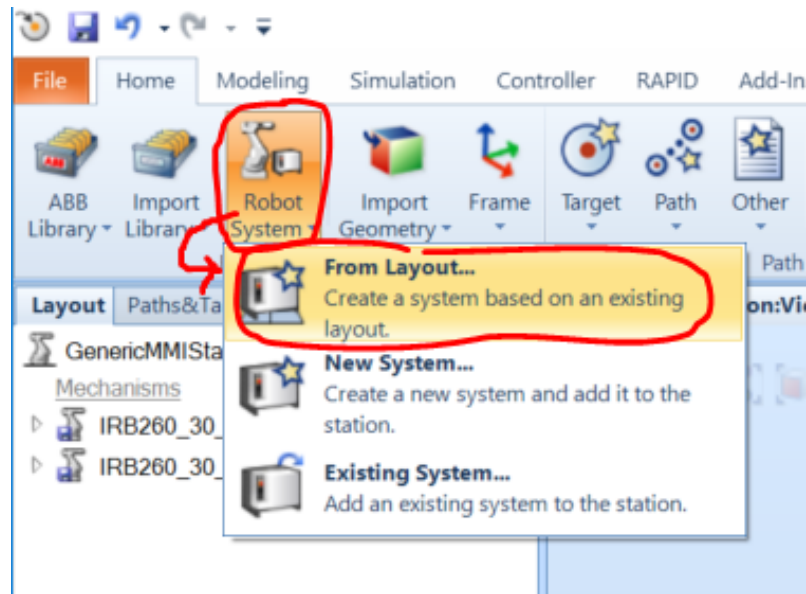 File Home Modeling Simulation Controller RAPID Add-In
ABB
ABB Import Robot Import Frame Target Path Other
Library Library System Geometry
Path
From Layout...
Create a system based on an existing
layout.
Layout Paths&Ta on:Vi
GenericMMISta
New System...
Mechanisms
Create a new system and add it to the
station.
IRB260_30_
IRB260_30_
Existing System...
Add an existing system to the station.